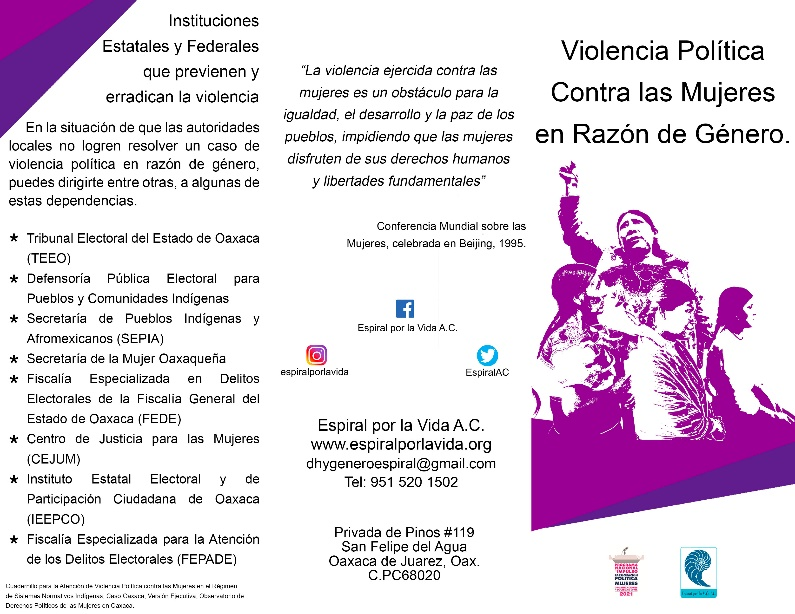 Instituciones
Estatales y Federales
que previenen y
erradican la violencia
En la situación de que las autoridades
locales no logren resolver un caso de
violencia política en razón de género,
puedes dirigirte entre otras, a algunas de
estas dependencias.
* Tribunal Electoral del Estado de Oaxaca
(TEEO)
* Defensoría Pública Electoral para
Pueblos y Comunidades Indígenas
* Secretaría de Pueblos Indígenas y
Afromexicanos (SEPIA)
* Secretaría de la Mujer Oaxaqueña
* Fiscalía Especializada en Delitos
Electorales de la Fiscalía General del
Estado de Oaxaca (FEDE)
* Centro de Justicia para las Mujeres
(CEJUM)
* Instituto Estatal Electoral y de
Participación Ciudadana de Oaxaca
(IEEPCO)
* Fiscalía Especializada para la Atención
de los Delitos Electorales (FEPADE)
Cuadernillo para la Atención de Violencia Política contra las Mujeres en el Régimen
de Sistemas Normativos Indígenas, Caso Oaxaca, Versión Ejecutiva, Observatorio de
Derechos Políticos de las Mujeres en Oaxaca.
“La violencia ejercida contra las
mujeres es un obstáculo para la
igualdad, el desarrollo y la paz de los
pueblos, impidiendo que las mujeres
disfruten de sus derechos humanos
y libertades fundamentales”
Conferencia Mundial sobre las
Mujeres, celebrada en Beijing, 1995.
Espiral por la Vida A.C.
espiralporlavida
EspiralAC
Espiral por la Vida A.C.
www.espiralporlavida.org
dhygeneroespiral@gmail.com
Tel: 951 520 1502
Privada de Pinos #119
San Felipe del Agua
Oaxaca de Juarez, Oax.
C.PC68020
Violencia Política
Contra las Mujeres
en Razón de Género.
PROGRAMA
NACIONAL
IMPULSO
POLÍTICA
MUJERES
2021